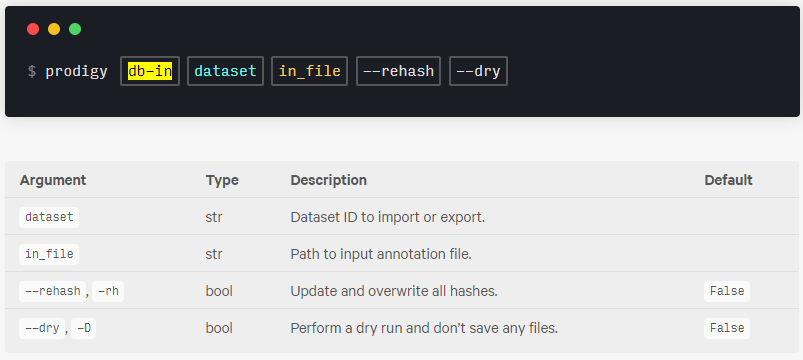 $ prodigy db-in dataset in_file --rehash --dry
Argument Type Description Default
dataset str Dataset ID to import or export.
in_file str Path to input annotation file.
--rehash, -rh bool Update and overwrite all hashes. False
--dry, -D bool Perform a dry run and don’t save any files. False